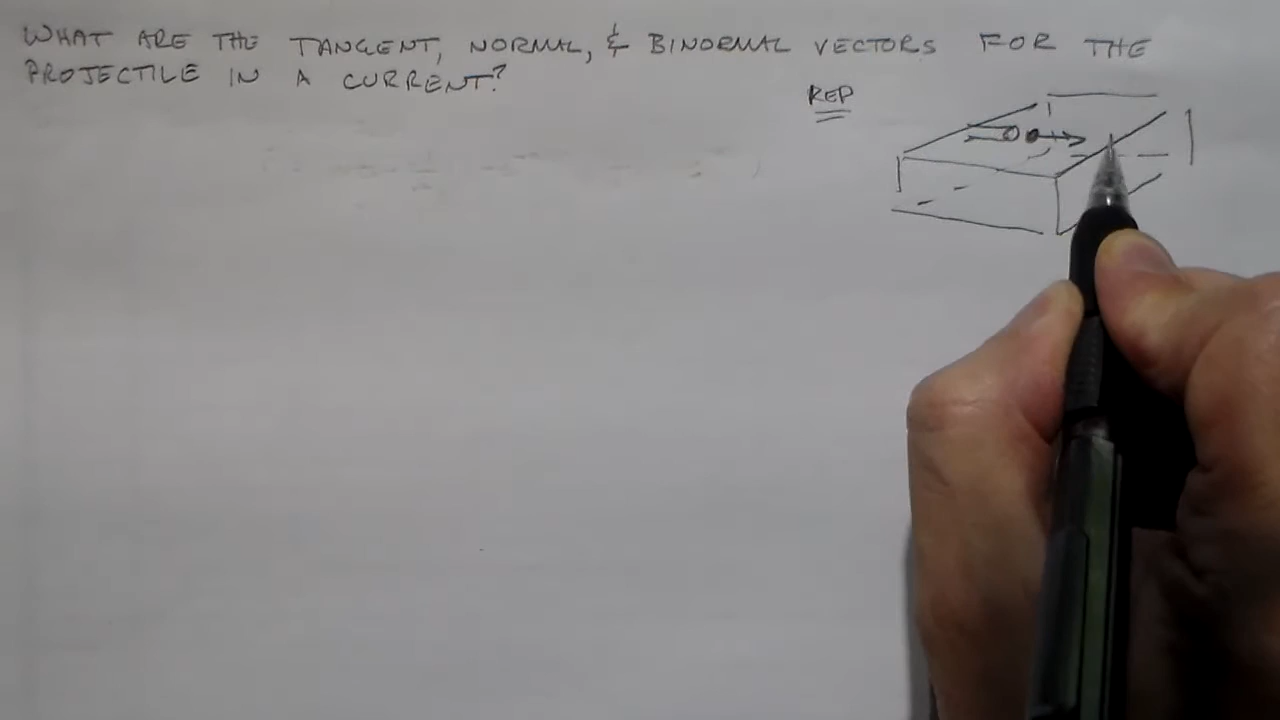 WHAT ARE THE TANGENT, NORMAL, & BINORMAL VECTORS FOR THE
PROJECTILE IN A CURRENT?
REP